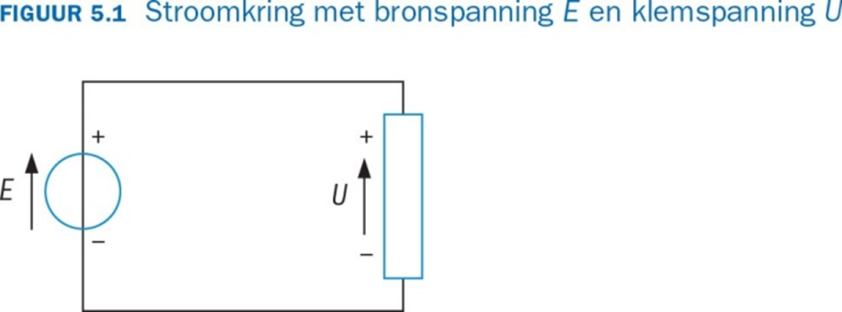 FIGUUR 5.1 Stroomkring met bronspanning E en klemspanning U
+
+
E
U
−
−